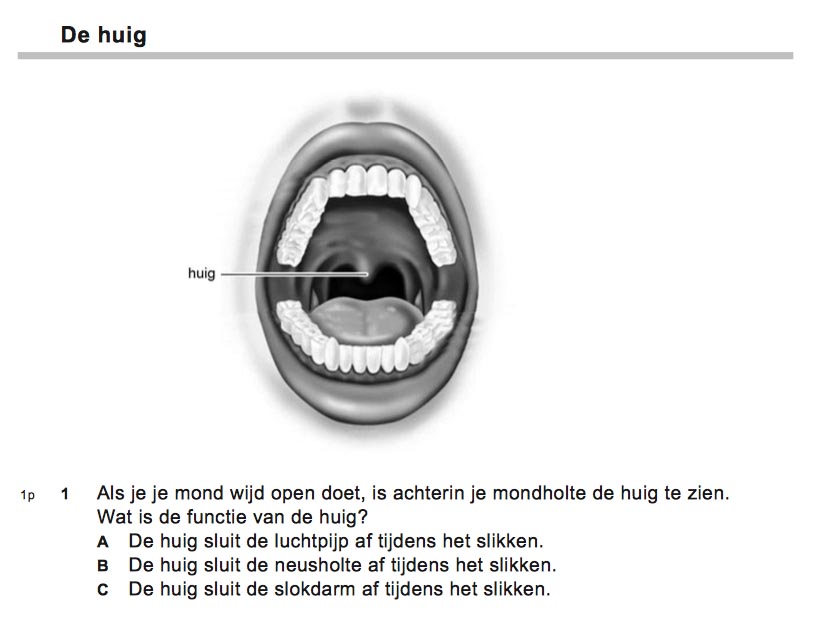 De huig
huig
1p 1 Als je je mond wijd open doet, is achterin je mondholte de huig te zien.
Wat is de functie van de huig?
A De huig sluit de luchtpijp af tijdens het slikken.
B De huig sluit de neusholte af tijdens het slikken.
C De huig sluit de slokdarm af tijdens het slikken.